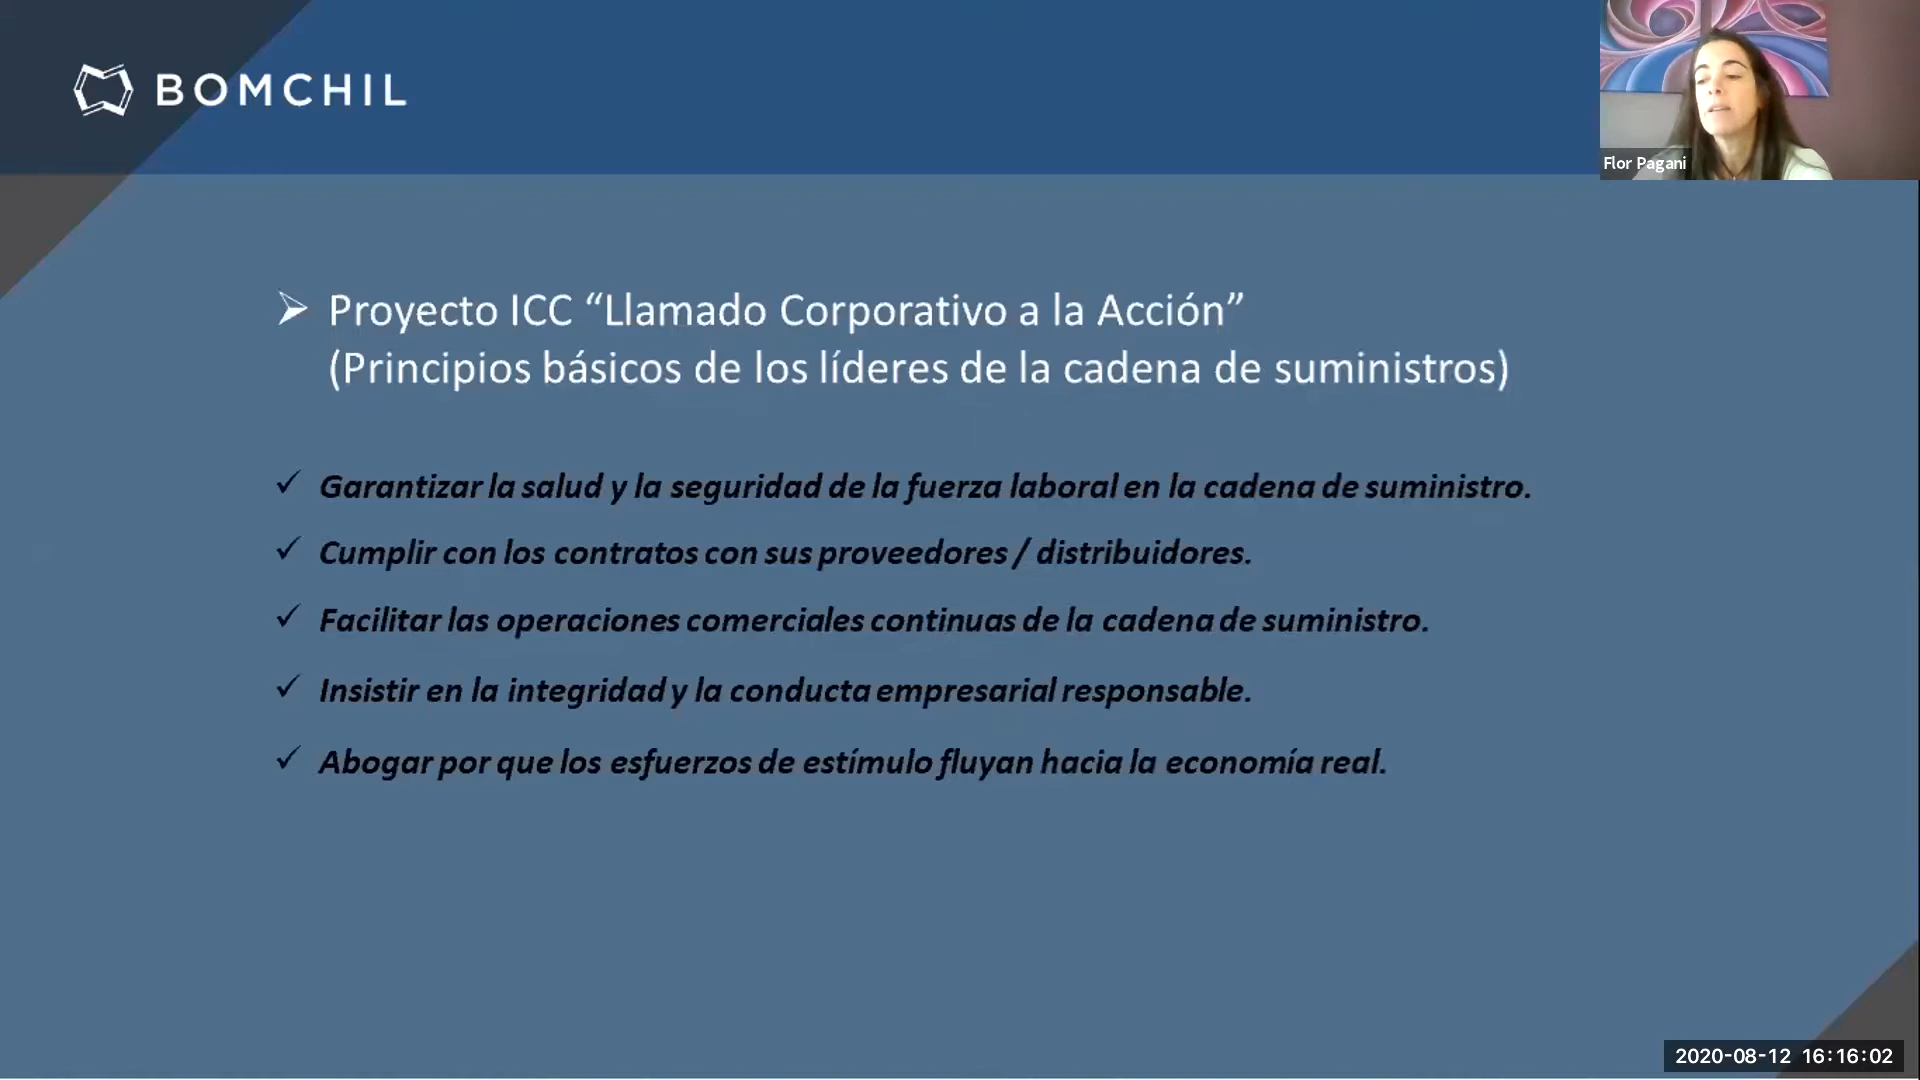 BOMCHIL
Flor Pagani
Proyecto ICC “Llamado Corporativo a la Acción”
(Principios básicos de los líderes de la cadena de suministros)
Garantizar la salud y la seguridad de la fuerza laboral en la cadena de suministro.
Cumplir con los contratos con sus proveedores / distribuidores.
Facilitar las operaciones comerciales continuas de la cadena de suministro.
Insistir en la integridad y la conducta empresarial responsable.
Abogar por que los esfuerzos de estímulo fluyan hacia la economía real.
2020-08-12 16:16:02